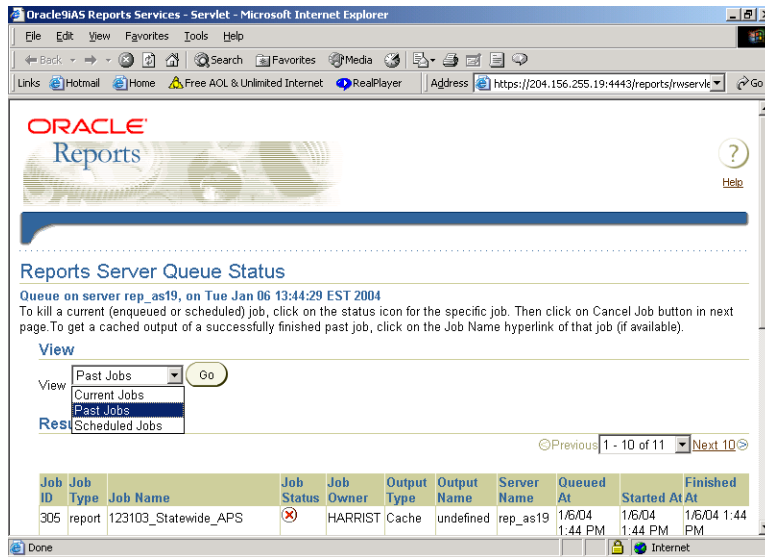 Oracle9iAS Reports Services - Servlet - Microsoft Internet Explorer
File Edit View Favorites Tools Help
Back Search Favorites Media
Links Hotmail Home Free AOL & Unlimited Internet RealPlayer Address https://204.156.255.19:4443/reports/rwservle Go
ORACLE
Reports
?
Help
Reports Server Queue Status
Queue on server rep_as19, on Tue Jan 06 13:44:29 EST 2004
To kill a current (enqueued or scheduled) job, click on the status icon for the specific job. Then click on Cancel Job button in next
page.To get a cached output of a successfully finished past job, click on the Job Name hyperlink of that job (if available).
View
View Past Jobs Go
Current Jobs
Past Jobs
Scheduled Jobs
Previous 1 - 10 of 11 Next 10
Job Job Job Job Output Output Server Queued Finished
ID Type Job Name Status Owner Type Name Name At Started At At
305 report 123103_Statewide_APS HARRIST Cache undefined rep_as19 1/6/04 1/6/04 1/6/04 1:44
1:44 PM 1:44 PM PM
Done Internet